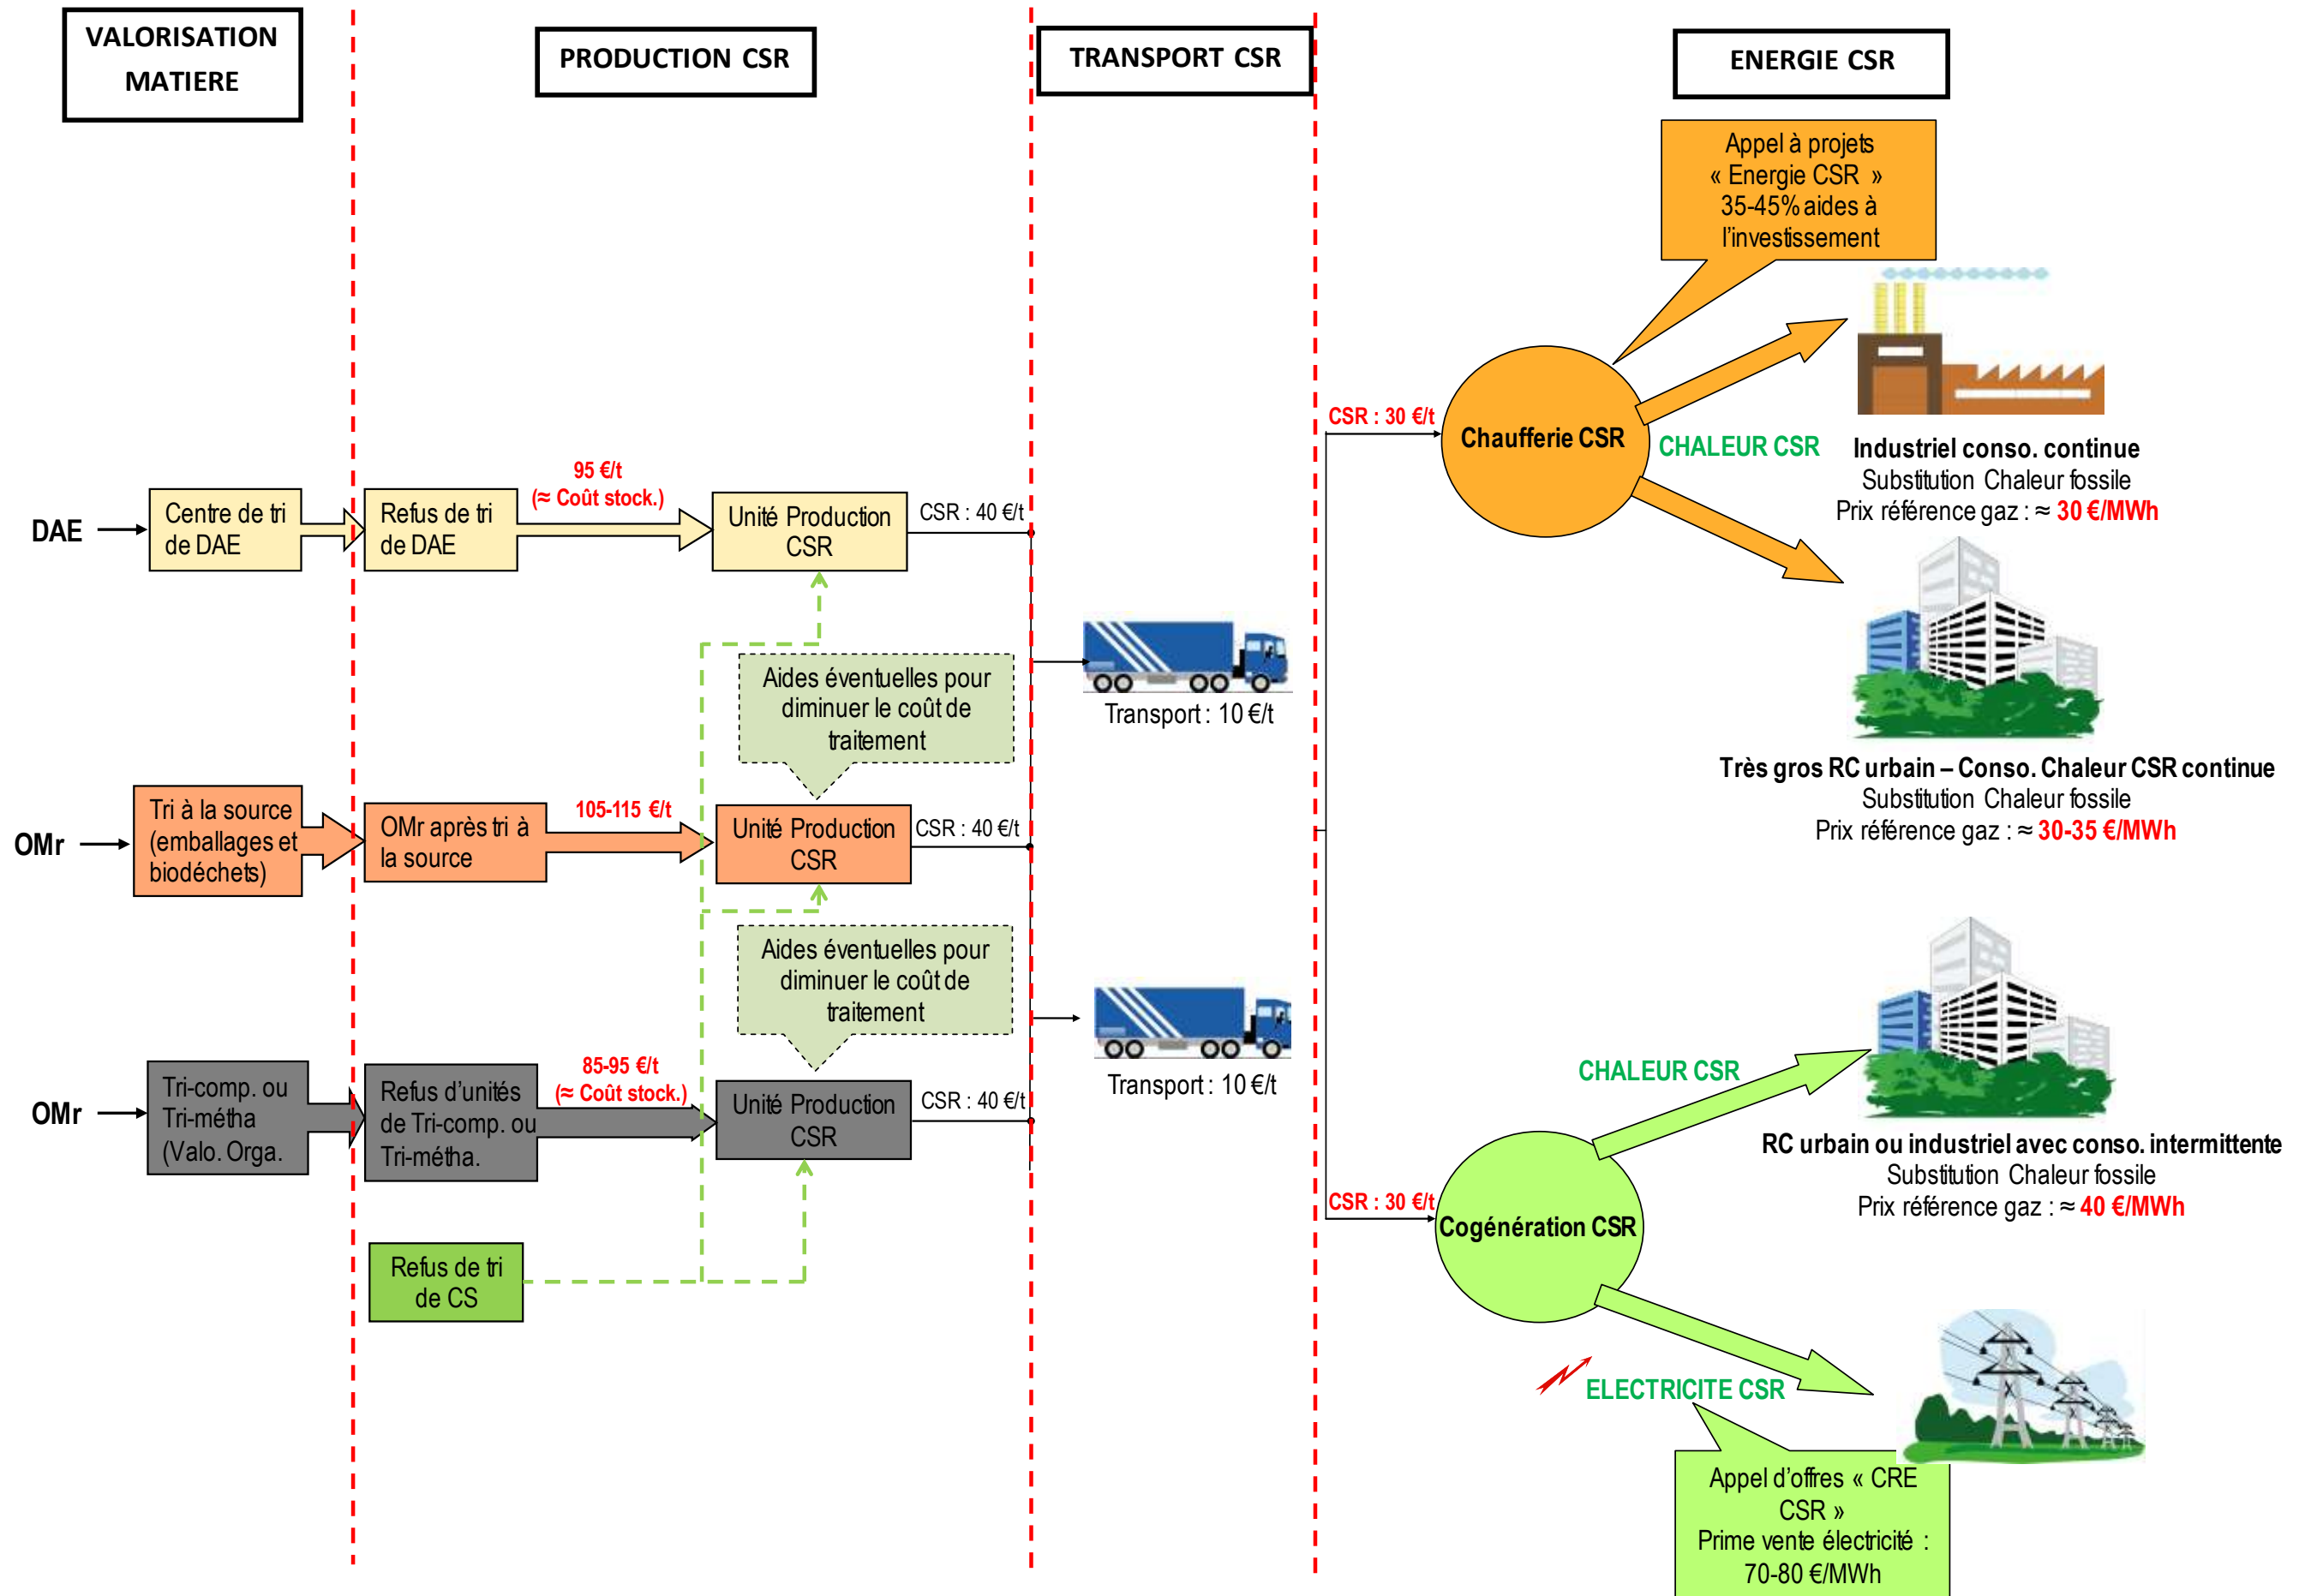 VALORISATION
MATIERE
PRODUCTION CSR
TRANSPORT CSR
ENERGIE CSR
Appel à projets
« Energie CSR »
35-45% aides à
l'investissement
DAE
Centre de tri
de DAE
Refus de tri
de DAE
95 €/t
(≈ Coût stock.)
Unité Production
CSR
CSR : 40 €/t
CSR : 30 €/t
Chaufferie CSR
CHALEUR CSR
Industriel conso. continue
Substitution Chaleur fossile
Prix référence gaz : ≈ 30 €/MWh
Aides éventuelles pour
diminuer le coût de
traitement
Transport : 10 €/t
Très gros RC urbain – Conso. Chaleur CSR continue
Substitution Chaleur fossile
Prix référence gaz : ≈ 30-35 €/MWh
OMr
Tri à la source
(emballages et
biodéchets)
OMr après tri à
la source
105-115 €/t
Unité Production
CSR
CSR : 40 €/t
Aides éventuelles pour
diminuer le coût de
traitement
Transport : 10 €/t
OMr
Tri-comp. ou
Tri-métha
(Valo. Orga.
Refus d'unités
de Tri-comp. ou
Tri-métha.
85-95 €/t
(≈ Coût stock.)
Unité Production
CSR
CSR : 40 €/t
CHALEUR CSR
RC urbain ou industriel avec conso. intermittente
Substitution Chaleur fossile
Prix référence gaz : ≈ 40 €/MWh
CSR : 30 €/t
Cogénération CSR
Refus de tri
de CS
ELECTRICITE CSR
Appel d'offres « CRE
CSR »
Prime vente électricité :
70-80 €/MWh